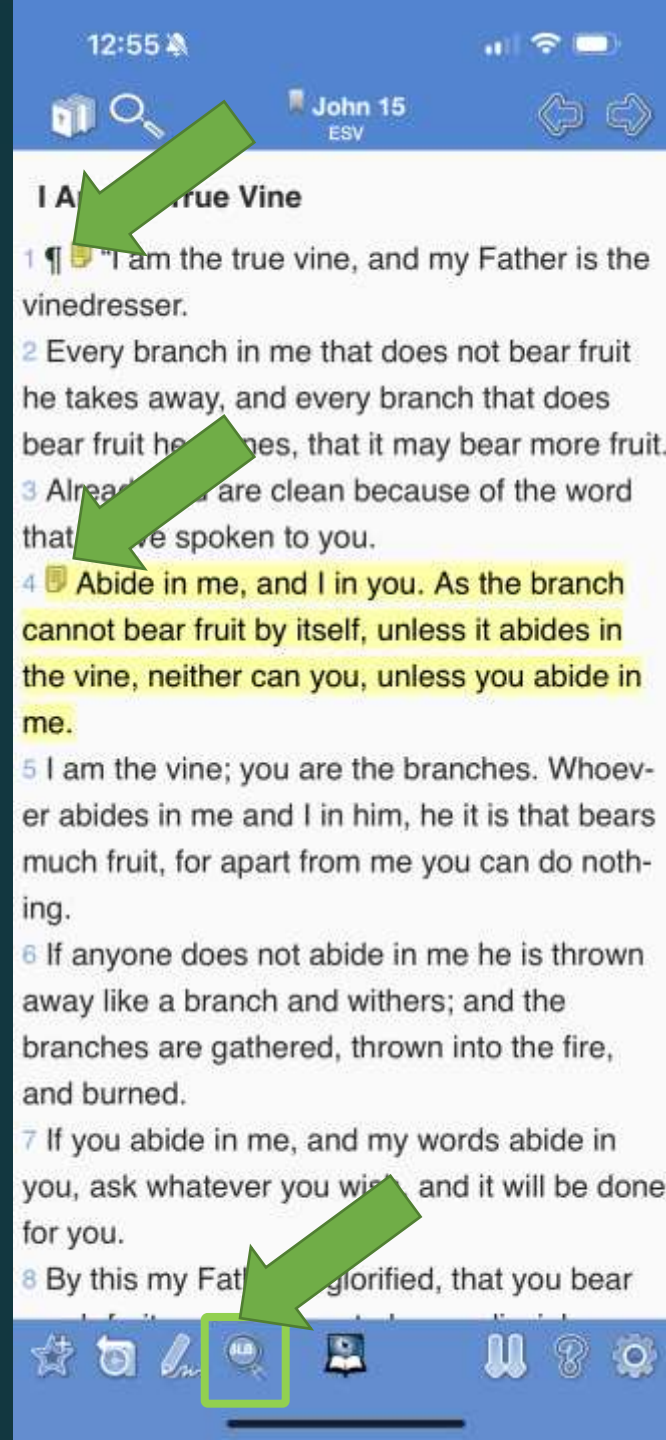 12:55
John 15
ESV
I True Vine
1 ¶ "I am the true vine, and my Father is the
vinedresser.
2 Every branch in me that does not bear fruit
he takes away, and every branch that does
bear fruit he that it may bear more fruit.
3 are clean because of the word
that spoken to you.
4 Abide in me, and I in you. As the branch
cannot bear fruit by itself, unless it abides in
the vine, neither can you, unless you abide in
me.
5 I am the vine; you are the branches. Whoev-
er abides in me and I in him, he it is that bears
much fruit, for apart from me you can do noth-
ing.
6 If anyone does not abide in me he is thrown
away like a branch and withers; and the
branches are gathered, thrown into the fire,
and burned.
7 If you abide in me, and my words abide in
you, ask whatever you and it will be done
for you.
8 By this my glorified, that you bear
BLB